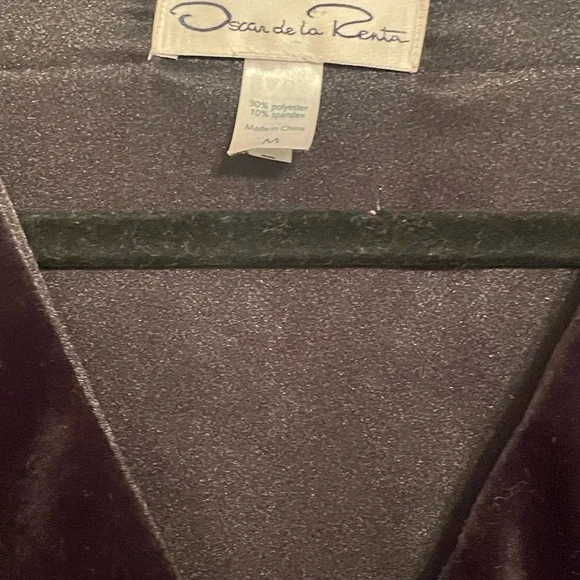 Oscar de la Renta
90% polyester
10% spandex
Made in China
M